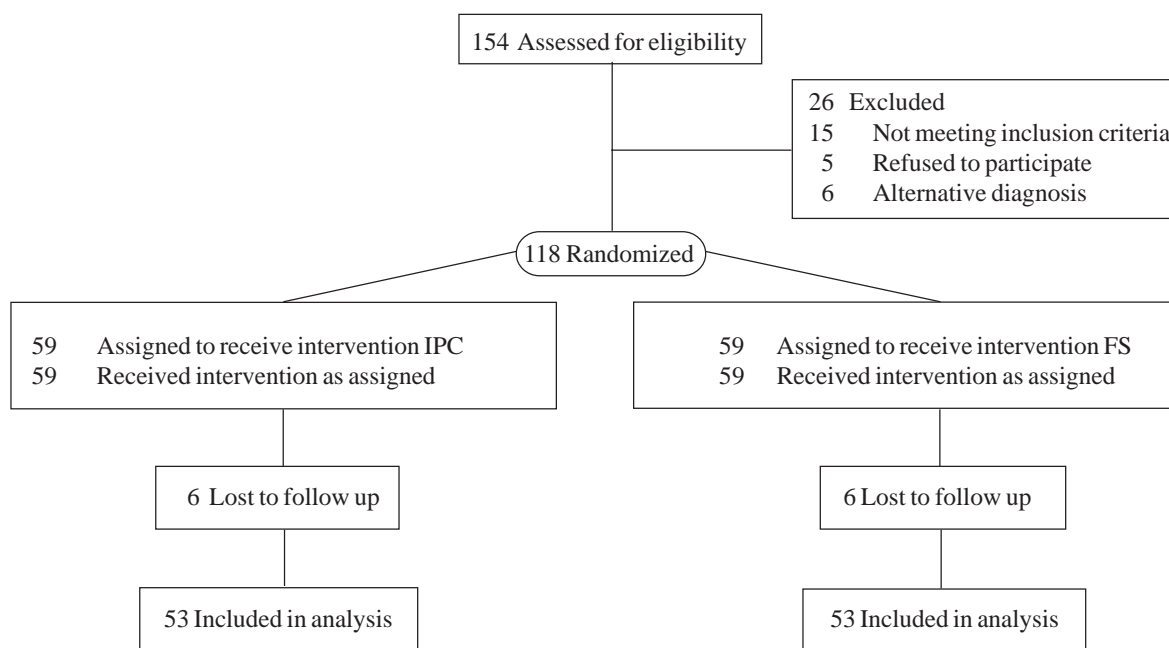 154 Assessed for eligibility
26 Excluded
15 Not meeting inclusion criteria
5 Refused to participate
6 Alternative diagnosis
118 Randomized
59 Assigned to receive intervention IPC
59 Received intervention as assigned
59 Assigned to receive intervention FS
59 Received intervention as assigned
6 Lost to follow up
6 Lost to follow up
53 Included in analysis
53 Included in analysis